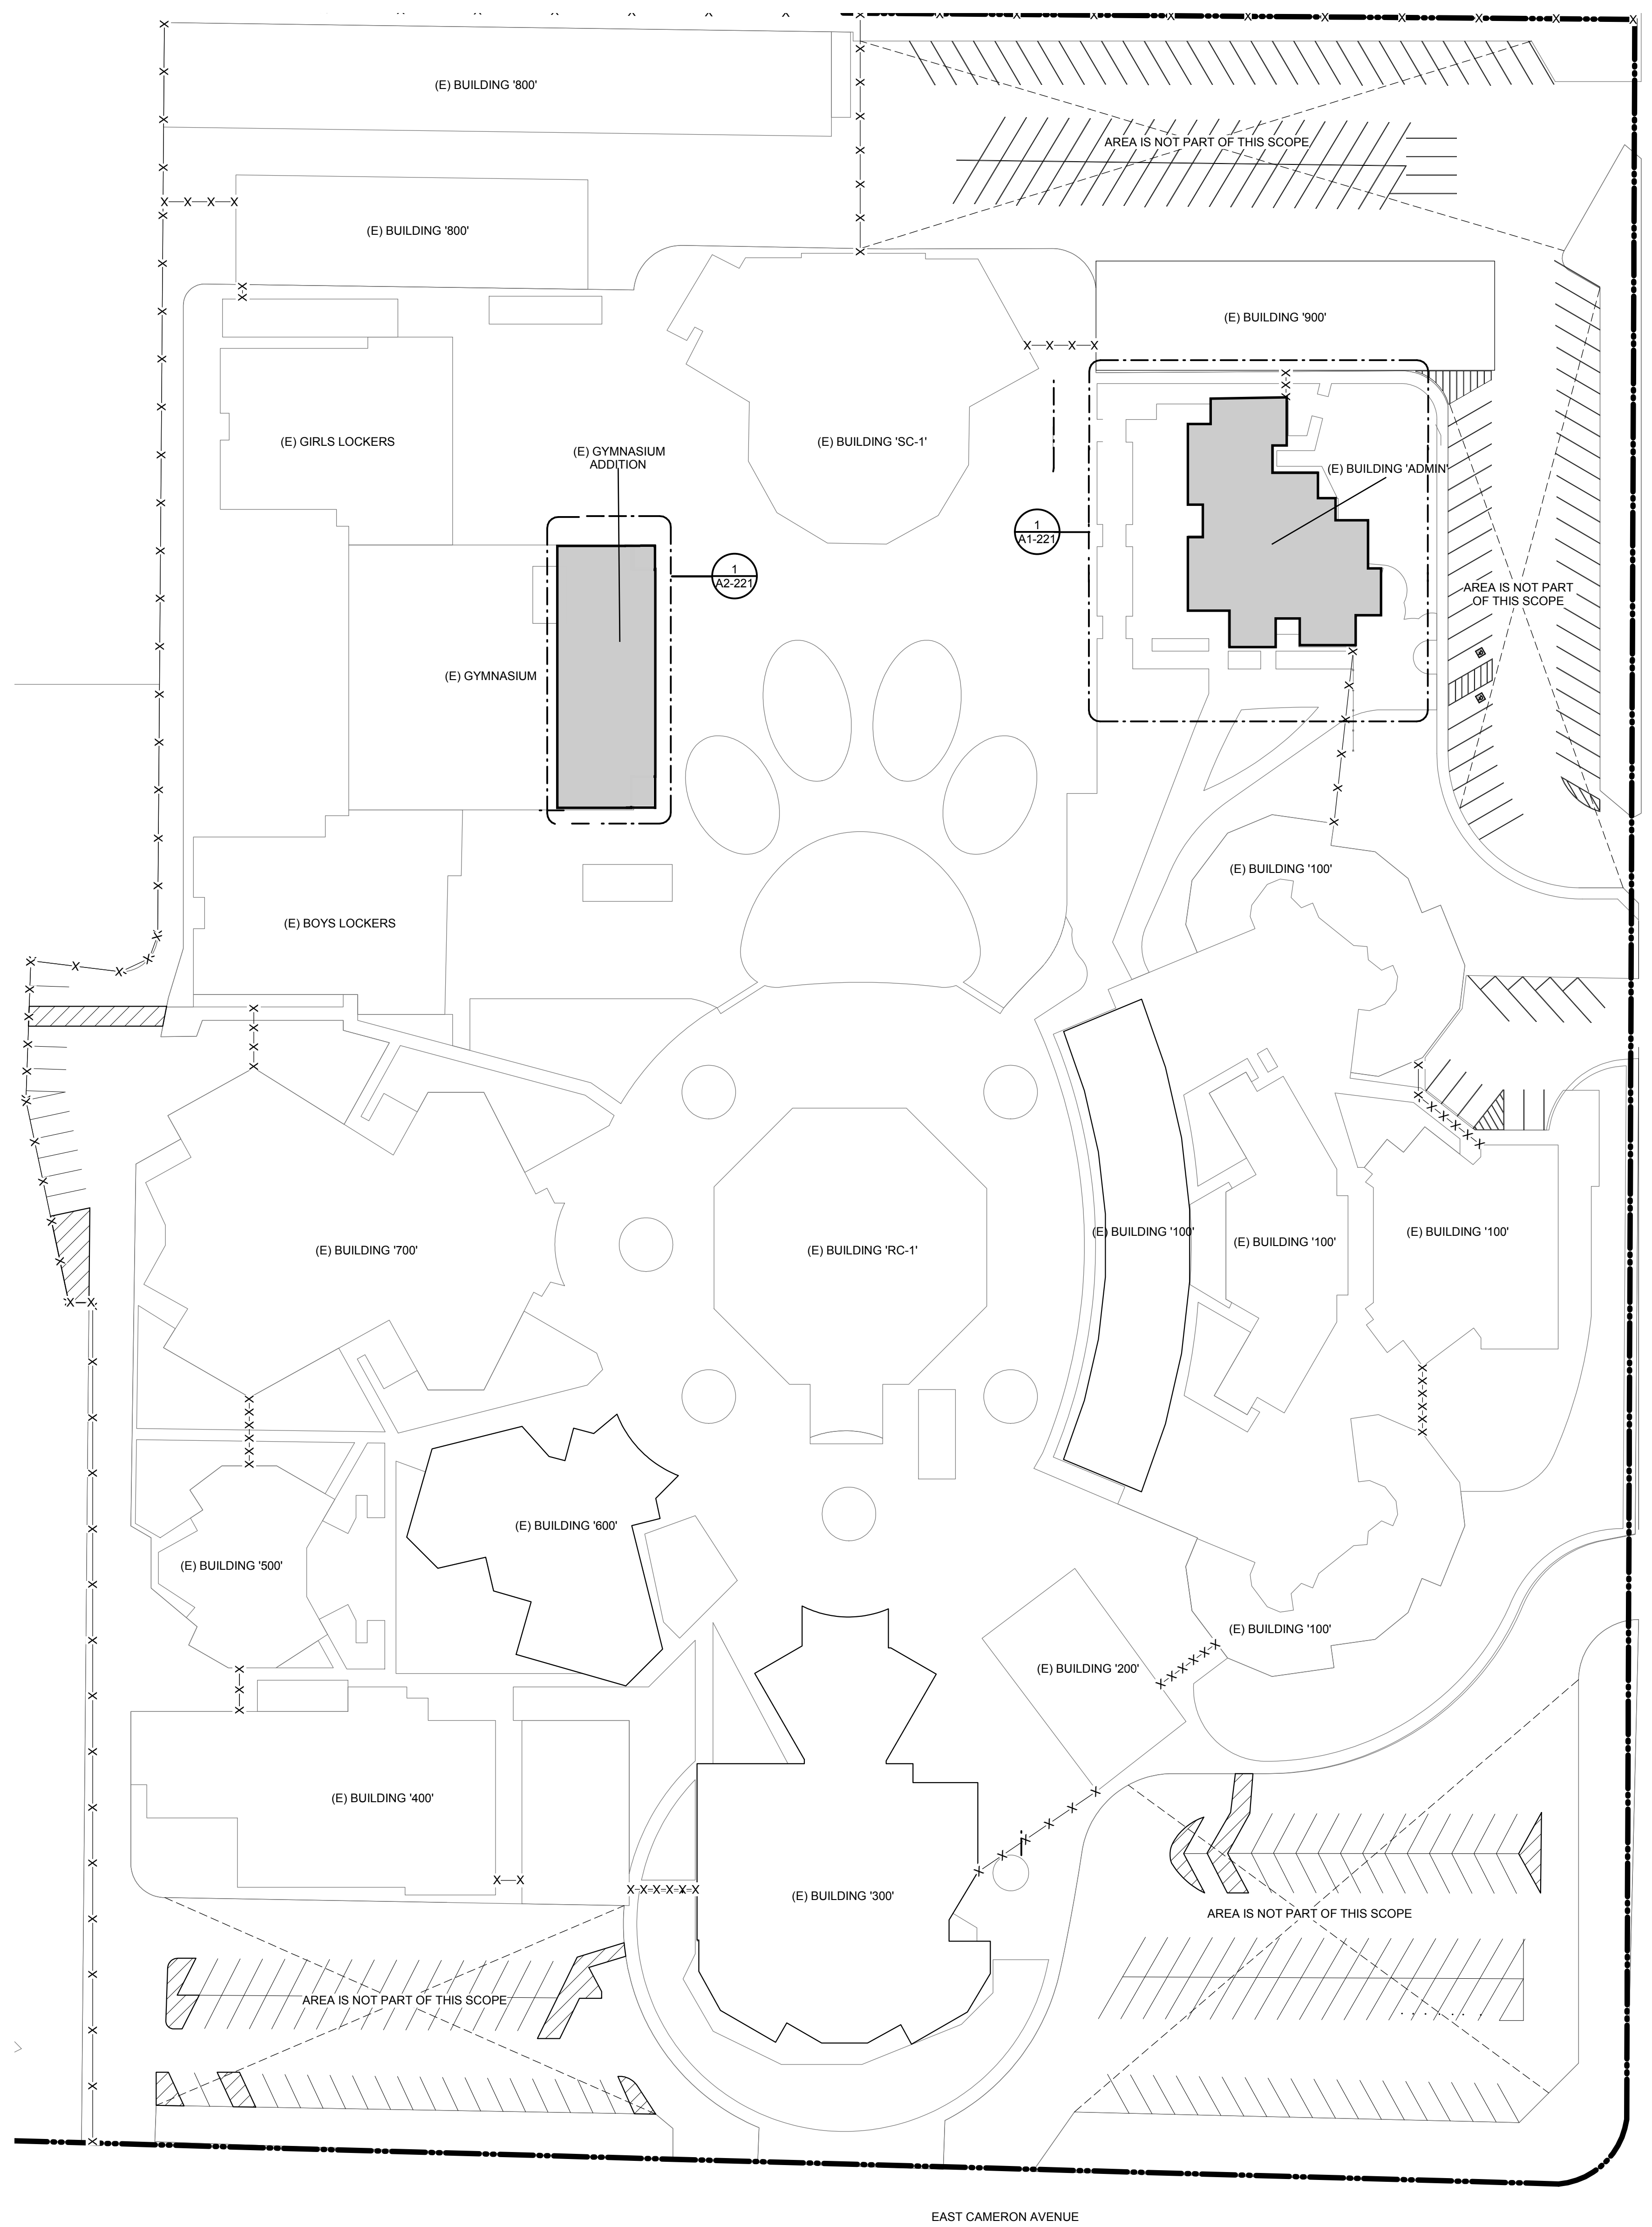 (E) BUILDING '800'
AREA IS NOT PART OF THIS SCOPE
(E) BUILDING '800'
(E) BUILDING '900'
(E) GIRLS LOCKERS
(E) GYMNASIUM
ADDITION
(E) BUILDING 'SC-1'
(E) BUILDING 'ADMIN'
1
A1-221
1
A2-221
AREA IS NOT PART
OF THIS SCOPE
(E) GYMNASIUM
(E) BUILDING '100'
(E) BOYS LOCKERS
(E) BUILDING '700'
(E) BUILDING 'RC-1'
(E) BUILDING '100'
(E) BUILDING '100'
(E) BUILDING '100'
(E) BUILDING '600'
(E) BUILDING '500'
(E) BUILDING '100'
(E) BUILDING '200'
(E) BUILDING '400'
(E) BUILDING '300'
AREA IS NOT PART OF THIS SCOPE
AREA IS NOT PART OF THIS SCOPE
EAST CAMERON AVENUE